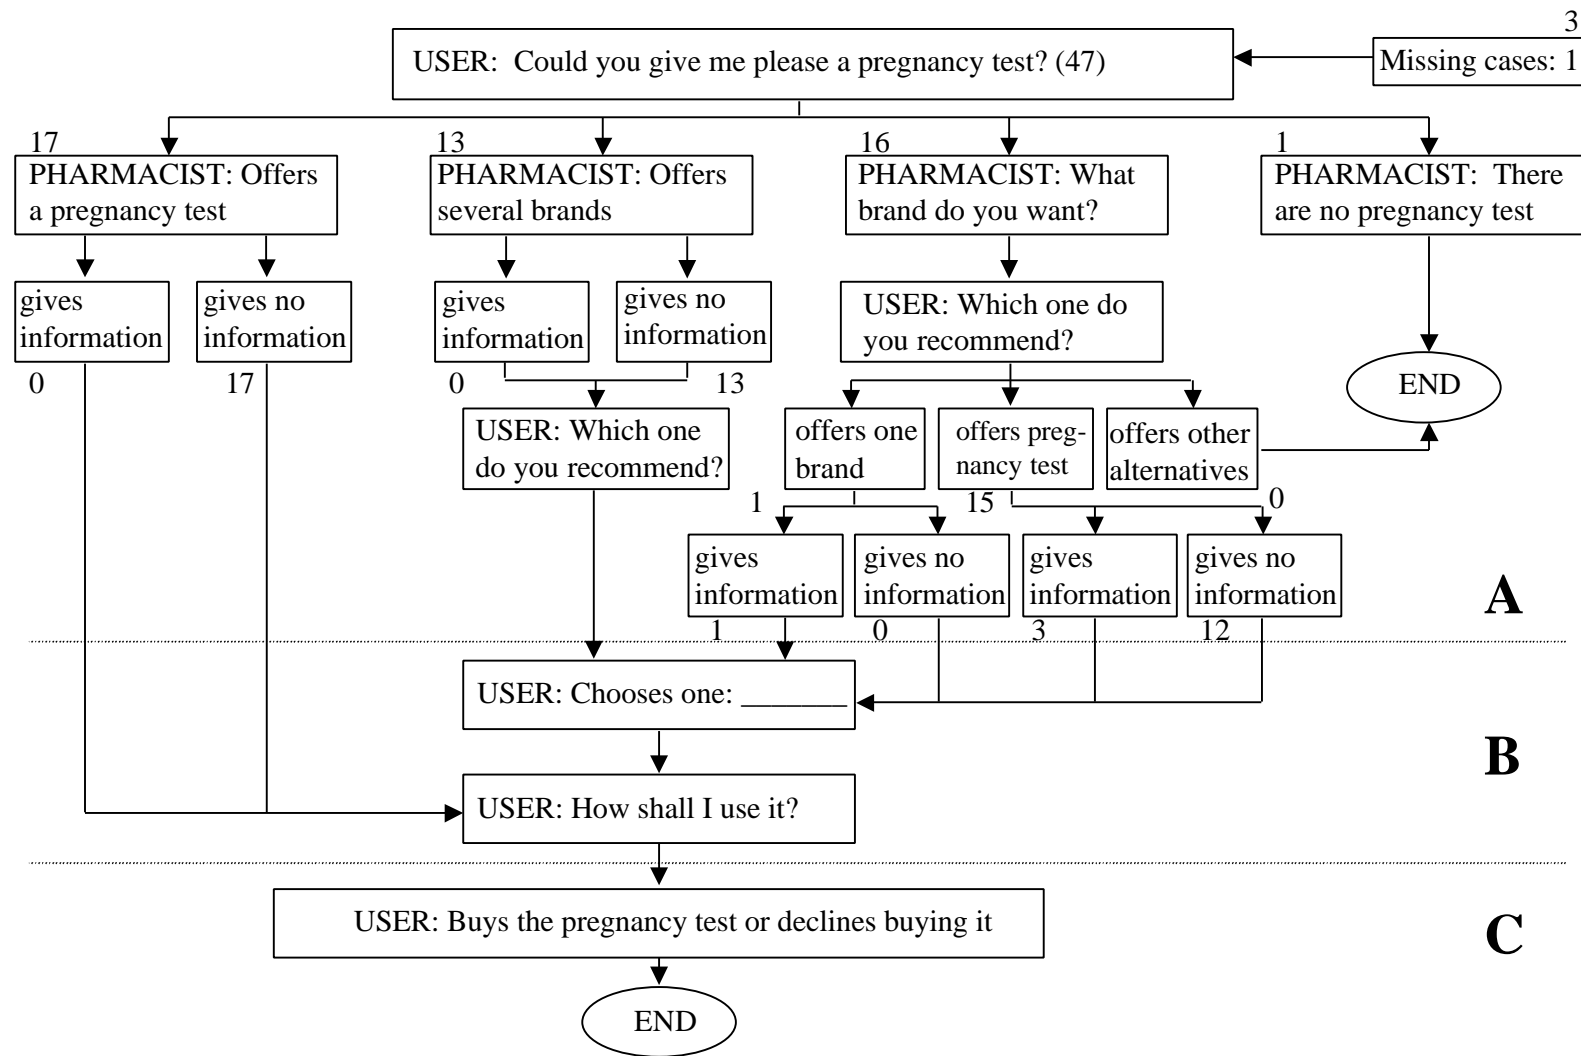 3
USER: Could you give me please a pregnancy test? (47)
Missing cases: 1
17
13
16
1
PHARMACIST: Offers
a pregnancy test
PHARMACIST: Offers
several brands
PHARMACIST: What
brand do you want?
PHARMACIST: There
are no pregnancy test
gives
information
gives no
information
gives
information
gives no
information
USER: Which one do
you recommend?
0
17
0
13
END
USER: Which one
do you recommend?
offers one
brand
offers preg-
nancy test
offers other
alternatives
1
15
0
gives
information
gives no
information
gives
information
gives no
information
A
1
0
3
12
USER: Chooses one: _______
B
USER: How shall I use it?
USER: Buys the pregnancy test or declines buying it
C
END